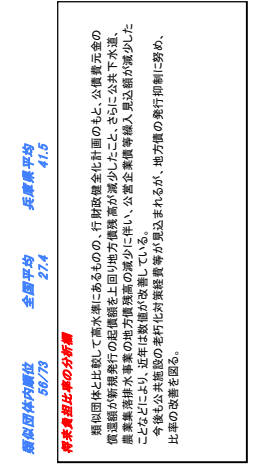 類似団体内順位 全国平均 兵庫県平均
56/73 27.4 41.5
将来負担比率の分析欄
類似団体と比較して高水準にあるものの、行財政健全化計画のもと、公債費元金の
償還額が新規発行の起債額を上回り地方債残高が減少したこと、さらに公共下水道、
農業集落排水事業の地方債残高の減少に伴い、公営企業債等繰入見込額が減少した
ことなどにより、近年は数値が改善している。
今後も公共施設の老朽化対策経費等が見込まれるが、地方債の発行抑制に努め、
比率の改善を図る。